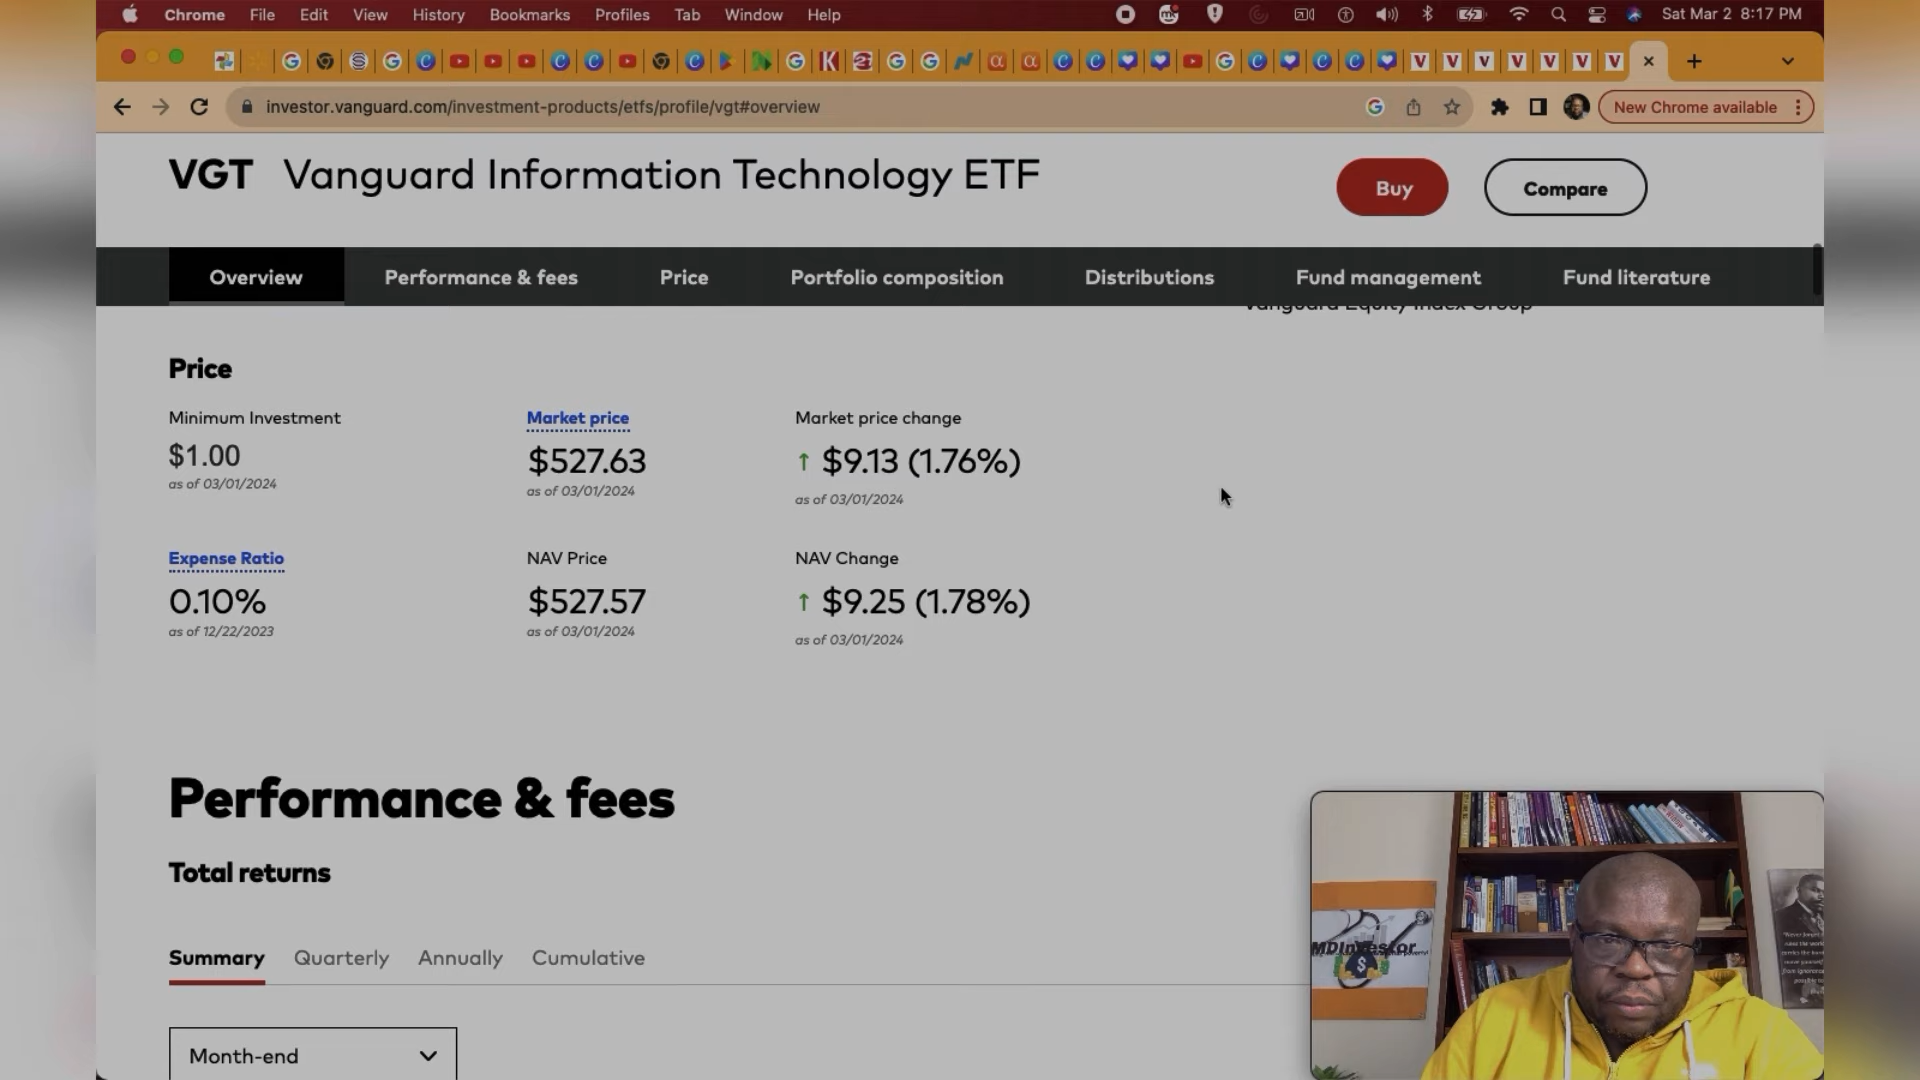 Chrome File Edit View History Bookmarks Profiles Tab Window Help Sat Mar 2 8:17 PM
investor.vanguard.com/investment-products/etfs/profile/vgt#overview New Chrome available
VGT Vanguard Information Technology ETF
Buy Compare
Overview Performance & fees Price Portfolio composition Distributions Fund management Fund literature
Vanguard Equity Index Group
Price
Minimum Investment Market price Market price change
$1.00 $527.63 ↑ $9.13 (1.76%)
as of 03/01/2024 as of 03/01/2024 as of 03/01/2024
Expense Ratio NAV Price NAV Change
0.10% $527.57 ↑ $9.25 (1.78%)
as of 12/22/2023 as of 03/01/2024 as of 03/01/2024
Performance & fees
Total returns
Summary Quarterly Annually Cumulative
Month-end
MDInvestor